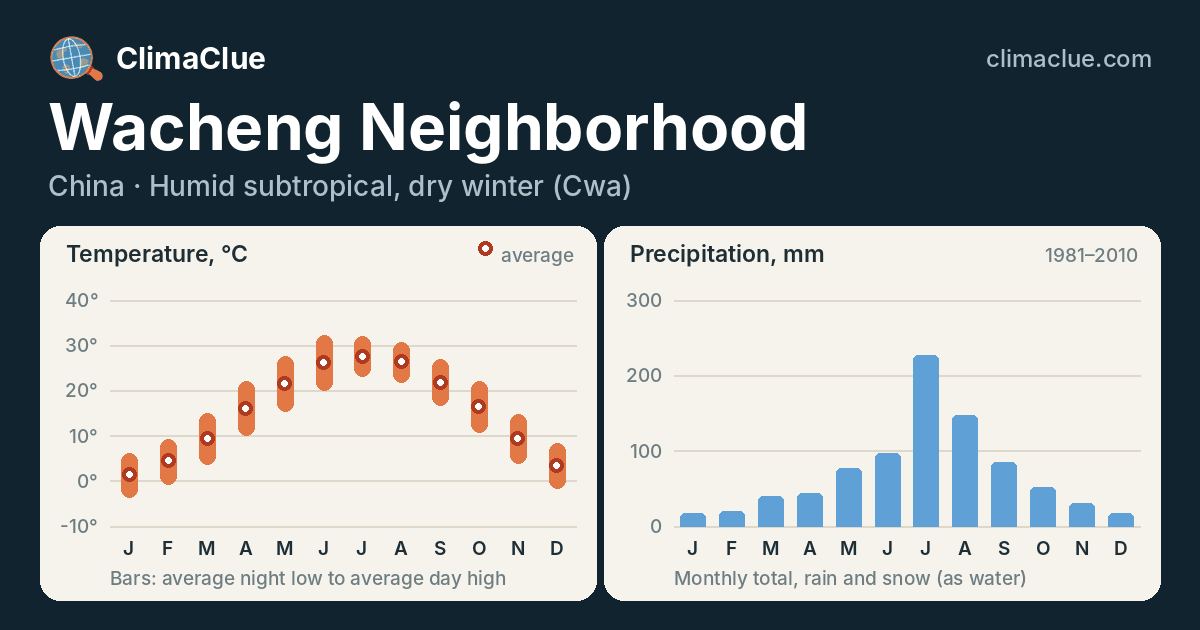 ClimaClue
climaclue.com
Wacheng Neighborhood
China · Humid subtropical, dry winter (Cwa)
Temperature, °C
average
40°
30°
20°
10°
0°
-10°
J F M A M J J A S O N D
Bars: average night low to average day high
Precipitation, mm
1981–2010
300
200
100
0
J F M A M J J A S O N D
Monthly total, rain and snow (as water)